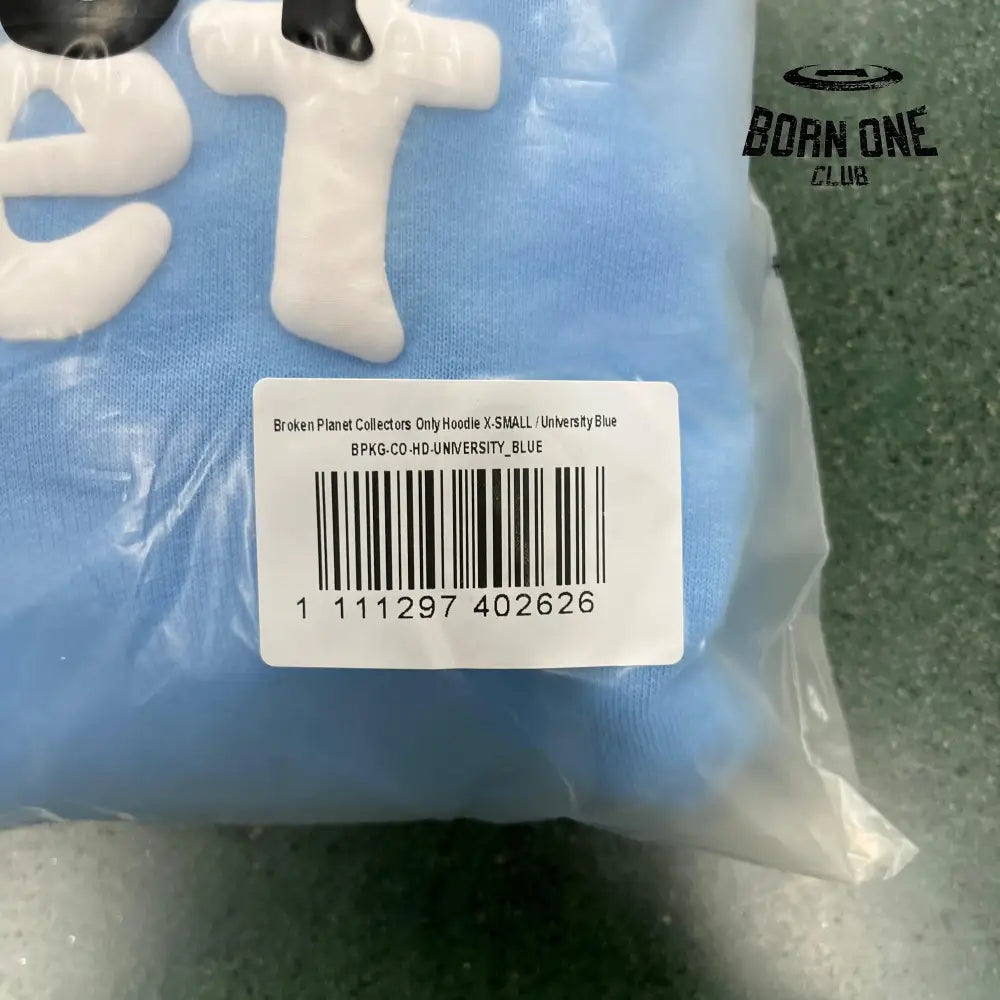 et
BORN ONE
CLUB
Broken Planet Collectors Only Hoodie X-SMALL / University Blue
BPKG-CO-HD-UNIVERSITY_BLUE
1 111297 402626